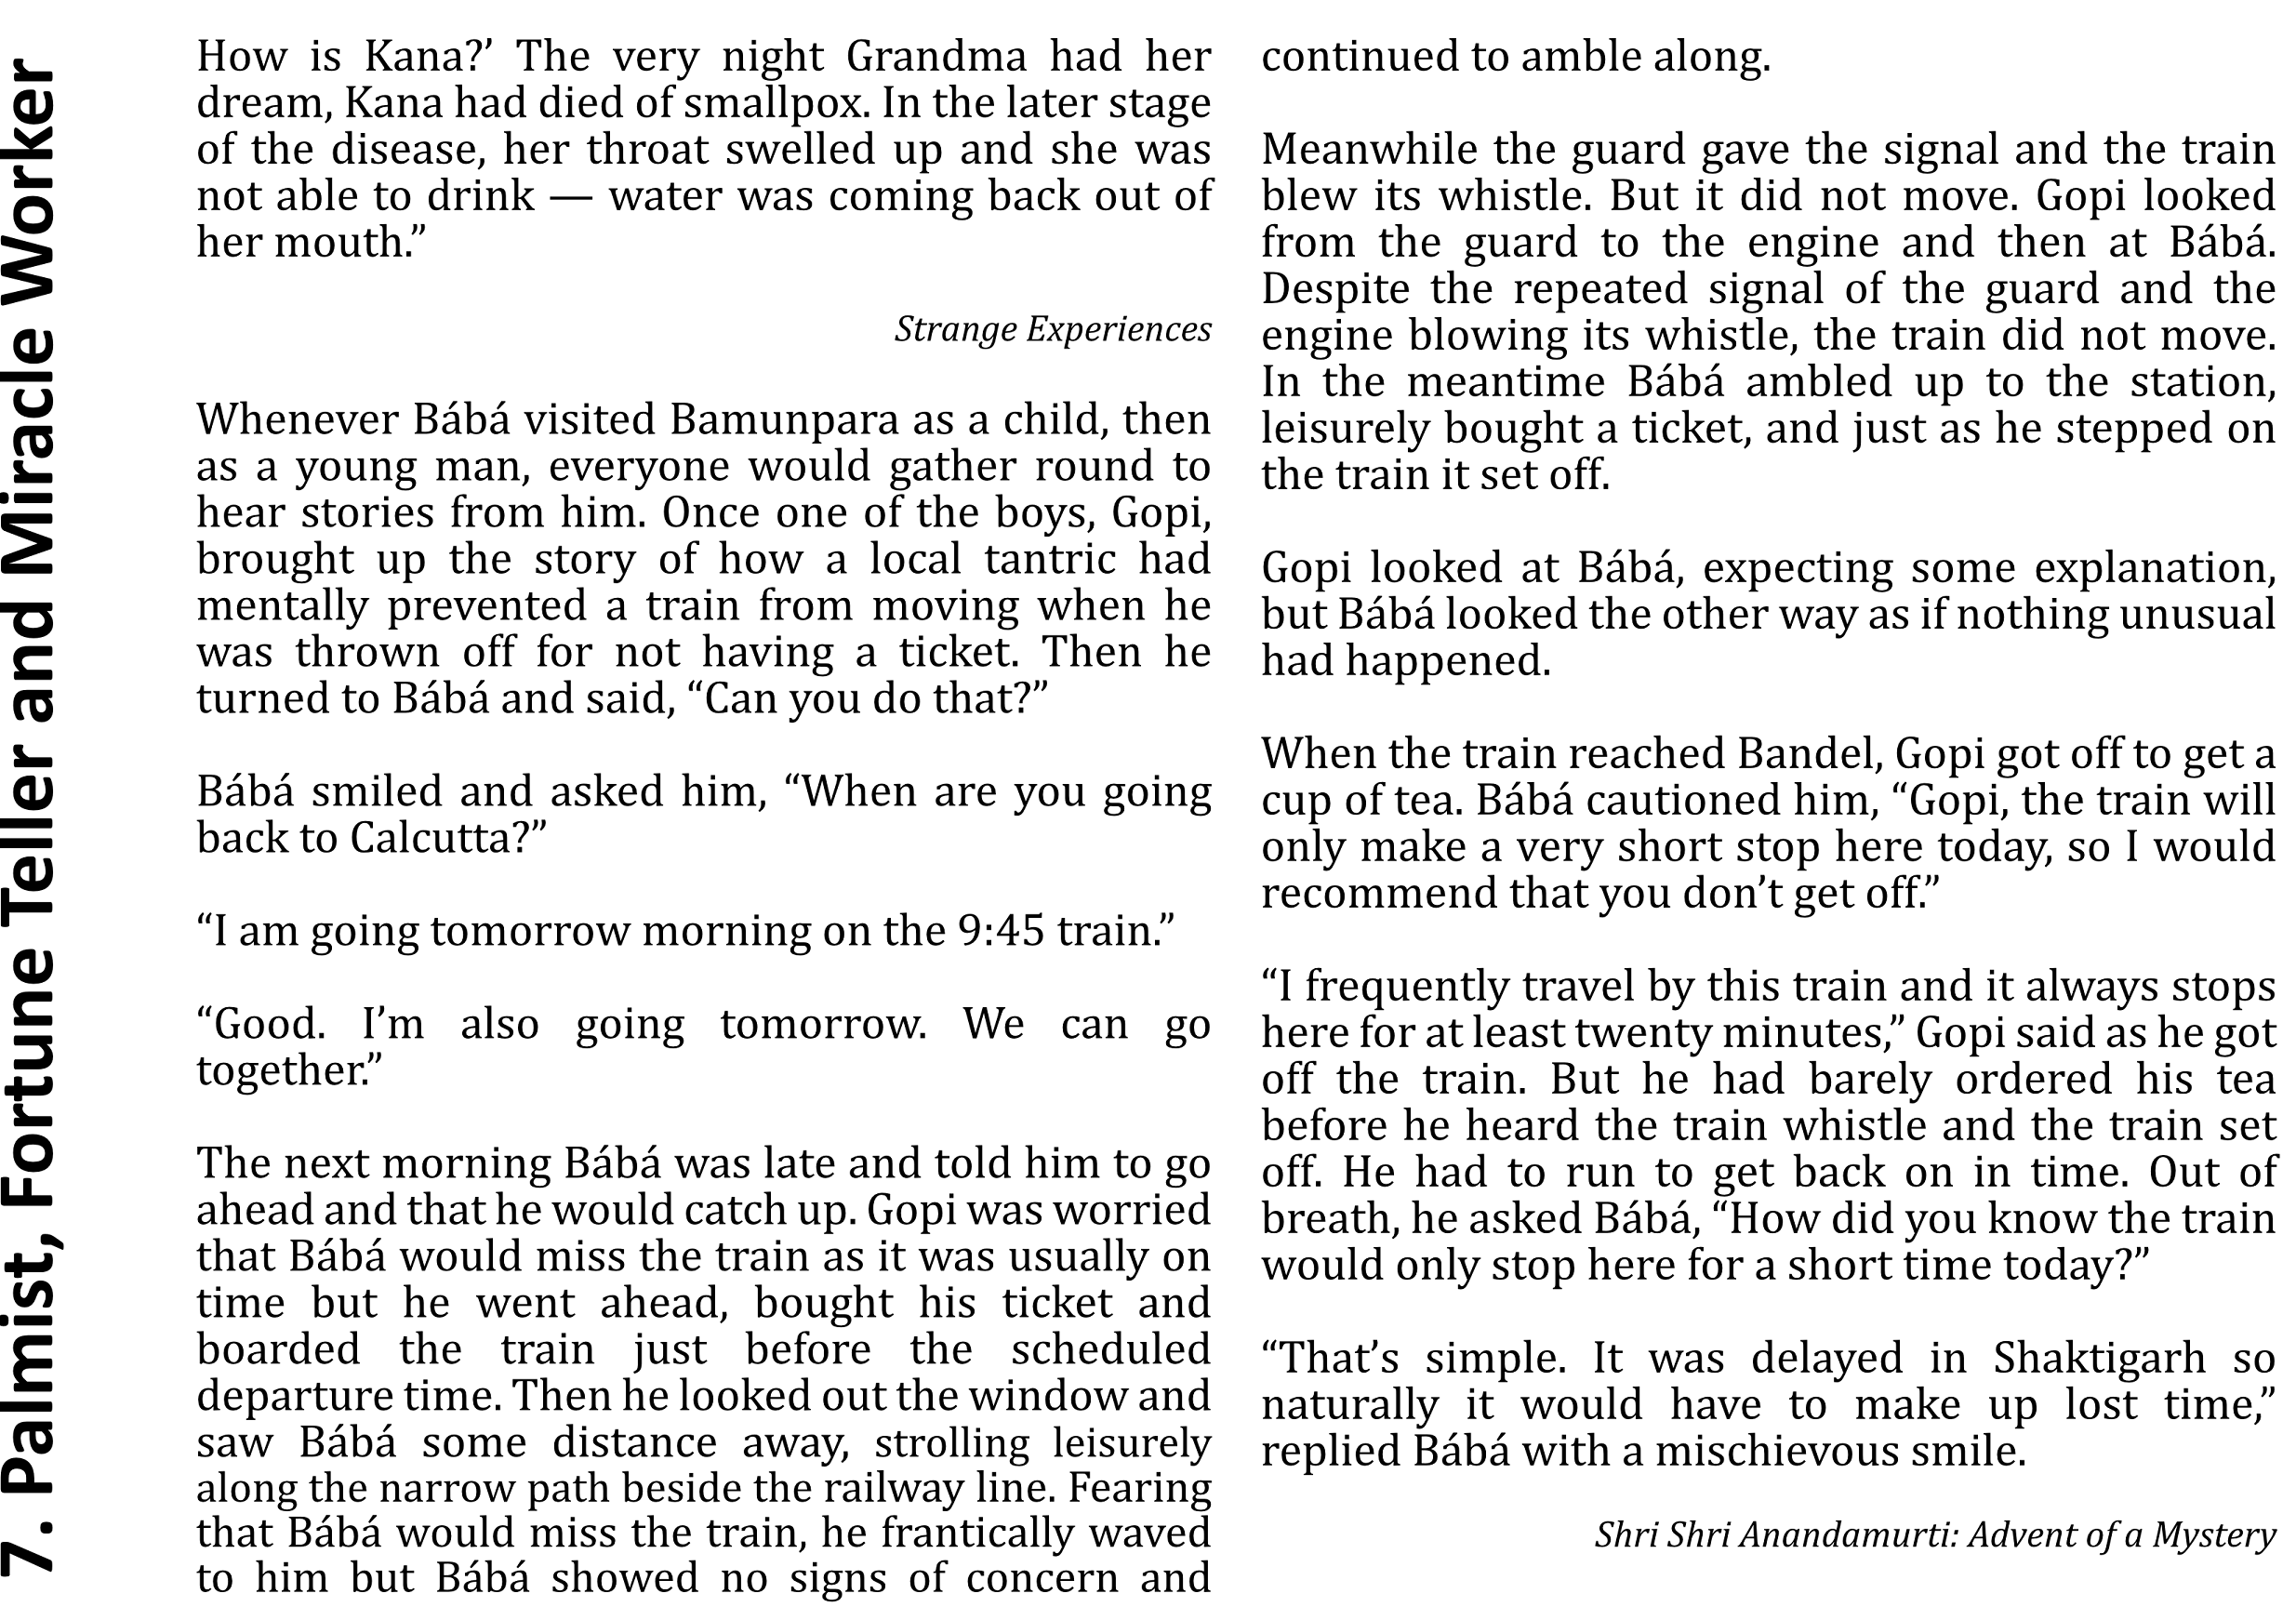 7. Palmist, Fortune Teller and Miracle Worker
How is Kana?’ The very night Grandma had her
dream, Kana had died of smallpox. In the later stage
of the disease, her throat swelled up and she was
not able to drink — water was coming back out of
her mouth.”
Strange Experiences
Whenever Bábá visited Bamunpara as a child, then
as a young man, everyone would gather round to
hear stories from him. Once one of the boys, Gopi,
brought up the story of how a local tantric had
mentally prevented a train from moving when he
was thrown off for not having a ticket. Then he
turned to Bábá and said, “Can you do that?”
Bábá smiled and asked him, “When are you going
back to Calcutta?”
“I am going tomorrow morning on the 9:45 train.”
“Good. I’m also going tomorrow. We can go
together.”
The next morning Bábá was late and told him to go
ahead and that he would catch up. Gopi was worried
that Bábá would miss the train as it was usually on
time but he went ahead, bought his ticket and
boarded the train just before the scheduled
departure time. Then he looked out the window and
saw Bábá some distance away, strolling leisurely
along the narrow path beside the railway line. Fearing
that Bábá would miss the train, he frantically waved
to him but Bábá showed no signs of concern and
continued to amble along.
Meanwhile the guard gave the signal and the train
blew its whistle. But it did not move. Gopi looked
from the guard to the engine and then at Bábá.
Despite the repeated signal of the guard and the
engine blowing its whistle, the train did not move.
In the meantime Bábá ambled up to the station,
leisurely bought a ticket, and just as he stepped on
the train it set off.
Gopi looked at Bábá, expecting some explanation,
but Bábá looked the other way as if nothing unusual
had happened.
When the train reached Bandel, Gopi got off to get a
cup of tea. Bábá cautioned him, “Gopi, the train will
only make a very short stop here today, so I would
recommend that you don’t get off.”
“I frequently travel by this train and it always stops
here for at least twenty minutes,” Gopi said as he got
off the train. But he had barely ordered his tea
before he heard the train whistle and the train set
off. He had to run to get back on in time. Out of
breath, he asked Bábá, “How did you know the train
would only stop here for a short time today?”
“That’s simple. It was delayed in Shaktigarh so
naturally it would have to make up lost time,”
replied Bábá with a mischievous smile.
Shri Shri Anandamurti: Advent of a Mystery